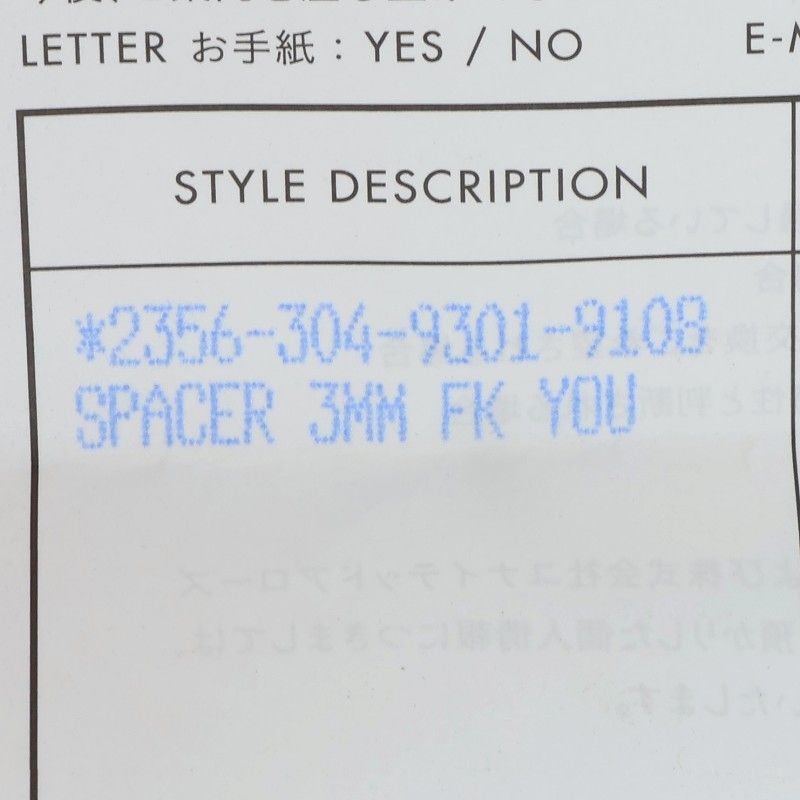 LETTER お手紙 : YES / NO
E-M
STYLE DESCRIPTION
*2356-304-9301-9108
SPACER 3MM FK YOU